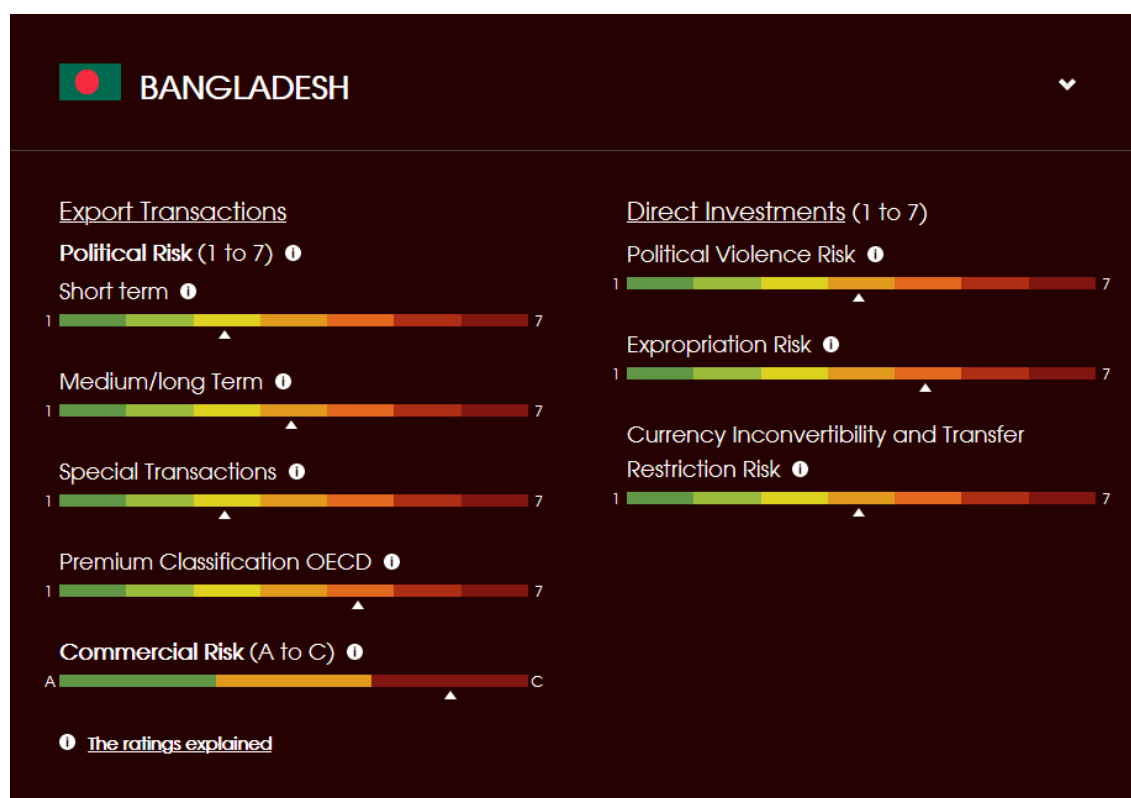 BANGLADESH
Export Transactions
Political Risk (1 to 7)
Short term
1 7
Medium/long Term
1 7
Special Transactions
1 7
Premium Classification OECD
1 7
Commercial Risk (A to C)
A C
The ratings explained
Direct Investments (1 to 7)
Political Violence Risk
1 7
Expropriation Risk
1 7
Currency Inconvertibility and Transfer
Restriction Risk
1 7